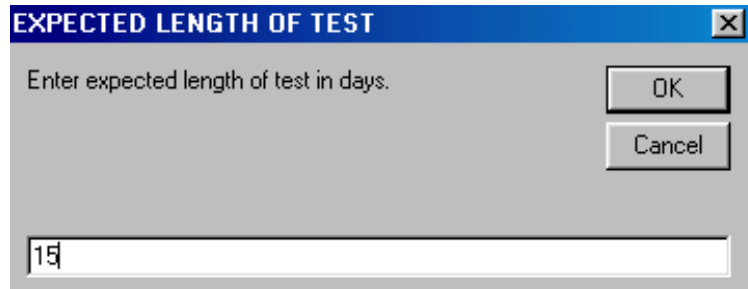 EXPECTED LENGTH OF TEST
Enter expected length of test in days.
OK
Cancel
15